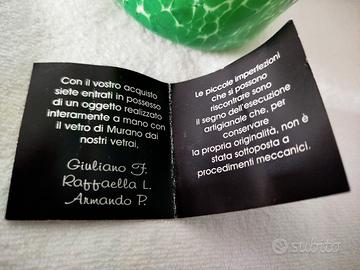 Con il vostro acquisto
siete entrati in possesso
di un oggetto realizzato
interamente a mano con
il vetro di Murano dai
nostri vetrai.
Giuliano F.
Raffaella L.
Armando P.
Le piccole imperfezioni
che si possono
riscontrare sono
il segno dell'esecuzione
artigianale che, per
conservare
la propria originalità, non è
stata sottoposta a
procedimenti meccanici.
subito